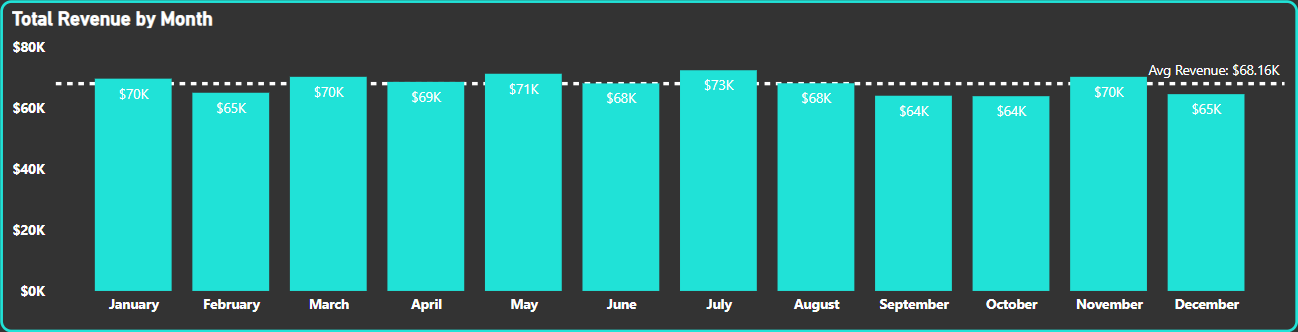 Total Revenue by Month
$80K
Avg Revenue: $68.16K
$60K
$40K
$20K
$0K
$70K
$65K
$70K
$69K
$71K
$68K
$73K
$68K
$64K
$64K
$70K
$65K
January February March April May June July August September October November December